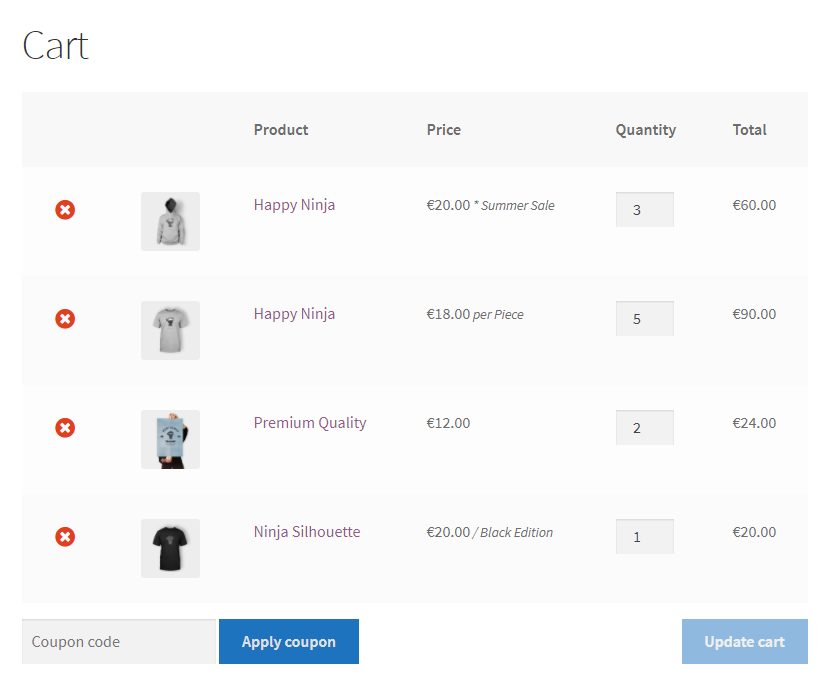 Cart
Product Price Quantity Total
Happy Ninja €20.00 * Summer Sale 3 €60.00
Happy Ninja €18.00 per Piece 5 €90.00
Premium Quality €12.00 2 €24.00
Ninja Silhouette €20.00 / Black Edition 1 €20.00
Coupon code Apply coupon Update cart